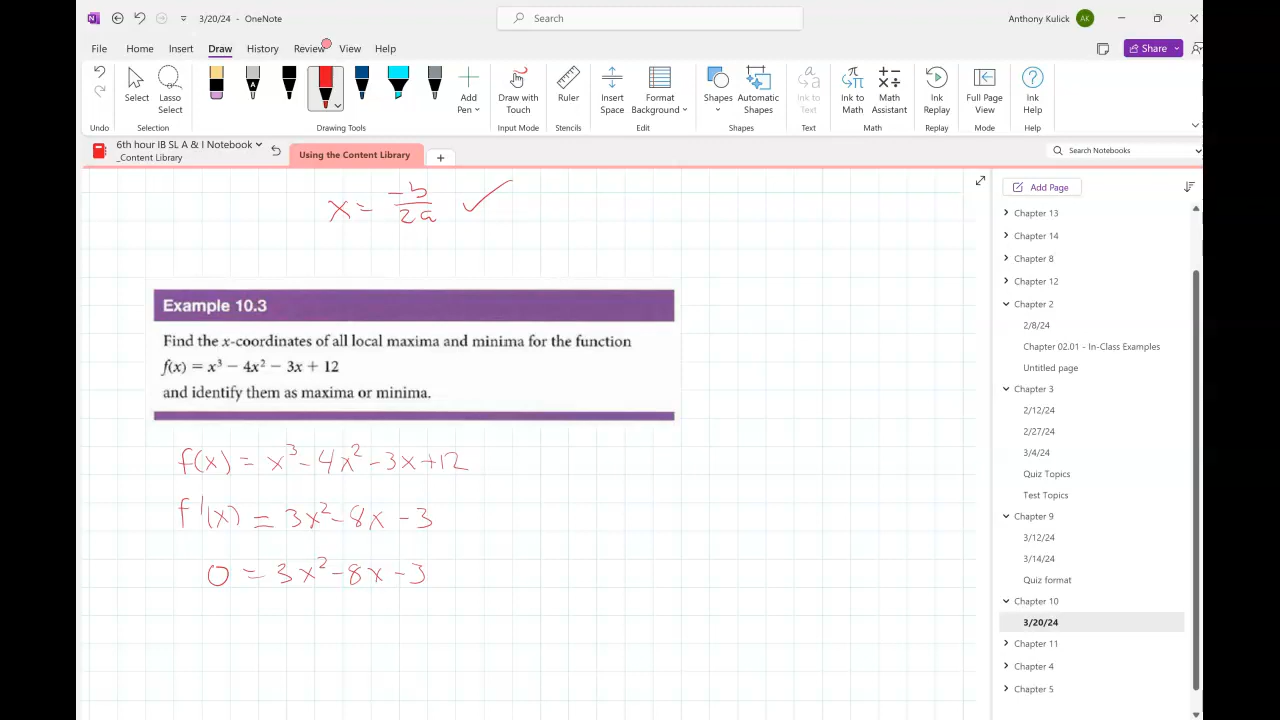 3/20/24 - OneNote
Search
Anthony Kulick
AK
File Home Insert Draw History Review View Help
Share
Select
Lasso Select
Add Pen
Draw with Touch
Ruler
Insert Space
Format Background
Shapes
Automatic Shapes
Ink to Text
Ink to Math
Math Assistant
Ink Replay
Full Page View
Ink Help
Undo
Selection
Drawing Tools
Input Mode
Stencils
Edit
Shapes
Text
Math
Replay
Mode
Help
6th hour IB SL A & I Notebook
_Content Library
Using the Content Library
+
Search Notebooks
x = -b/2a ✓
Example 10.3
Find the x-coordinates of all local maxima and minima for the function
f(x) = x³ − 4x² − 3x + 12
and identify them as maxima or minima.
f(x) = x³ - 4x² - 3x + 12
f'(x) = 3x² - 8x - 3
0 = 3x² - 8x - 3
Add Page
Chapter 13
Chapter 14
Chapter 8
Chapter 12
Chapter 2
2/8/24
Chapter 02.01 - In-Class Examples
Untitled page
Chapter 3
2/12/24
2/27/24
3/4/24
Quiz Topics
Test Topics
Chapter 9
3/12/24
3/14/24
Quiz format
Chapter 10
3/20/24
Chapter 11
Chapter 4
Chapter 5